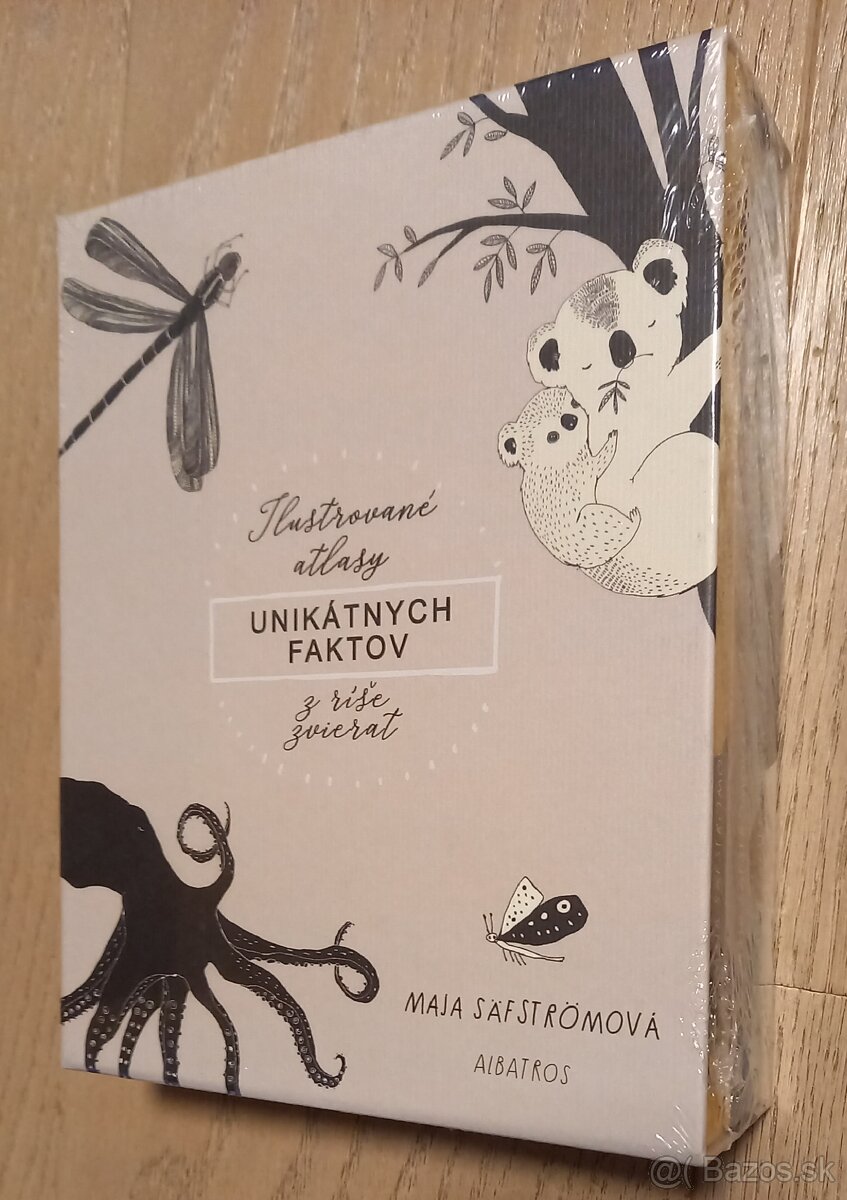 Ilustrované
atlasy
UNIKÁTNYCH
FAKTOV
z ríše
zvierat
MAJA SÄFSTRÖMOVÁ
ALBATROS
@( Bazos.sk